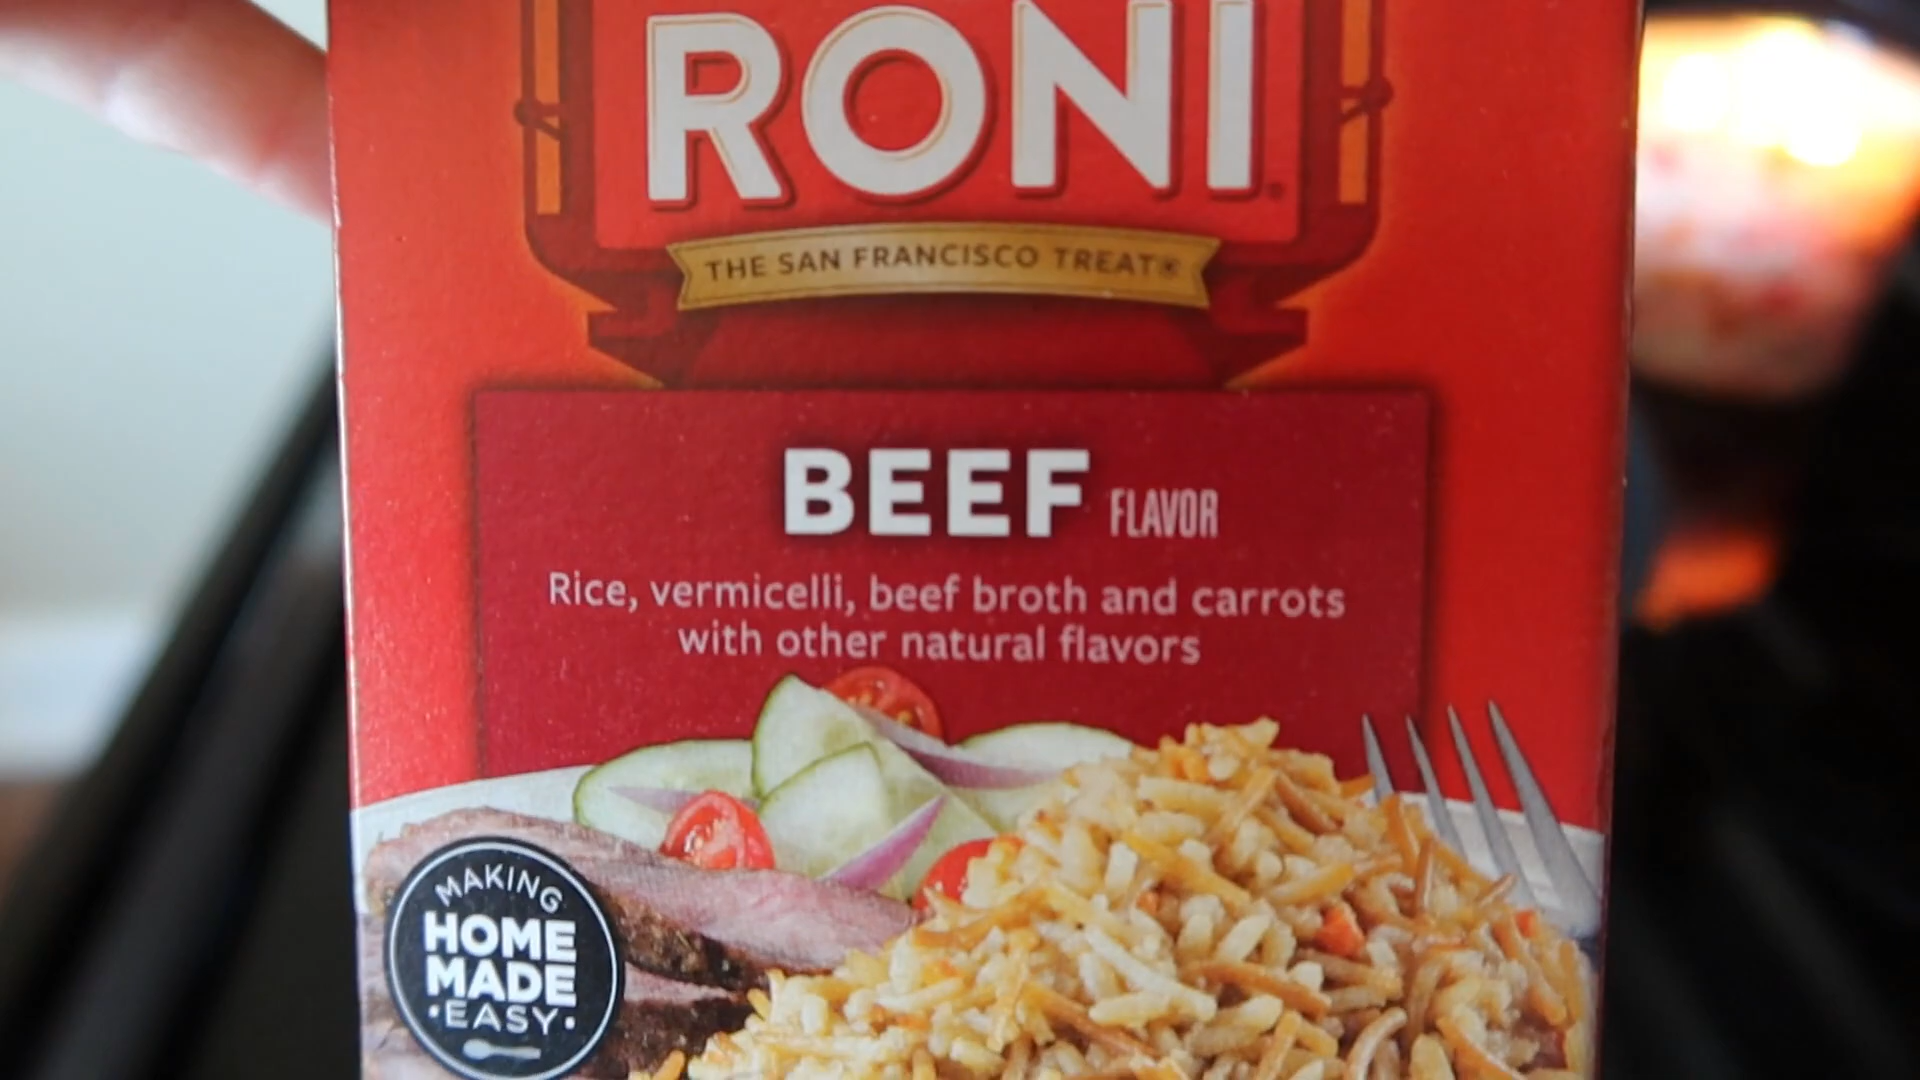 RONI®
THE SAN FRANCISCO TREAT®
BEEF FLAVOR
Rice, vermicelli, beef broth and carrots
with other natural flavors
MAKING
HOME
MADE
·EASY·